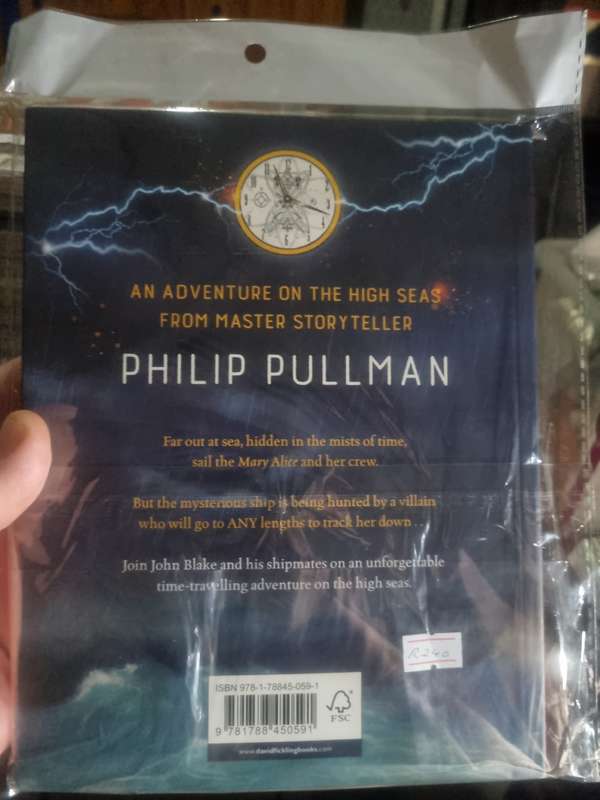 AN ADVENTURE ON THE HIGH SEAS
FROM MASTER STORYTELLER
PHILIP PULLMAN
Far out at sea, hidden in the mists of time,
sail the Mary Alice and her crew.
But the mysterious ship is being hunted by a villain
who will go to ANY lengths to track her down . . .
Join John Blake and his shipmates on an unforgettable
time-travelling adventure on the high seas.
R240
ISBN 978-1-78845-059-1
FSC
9 781788 450591
www.davidficklingbooks.com